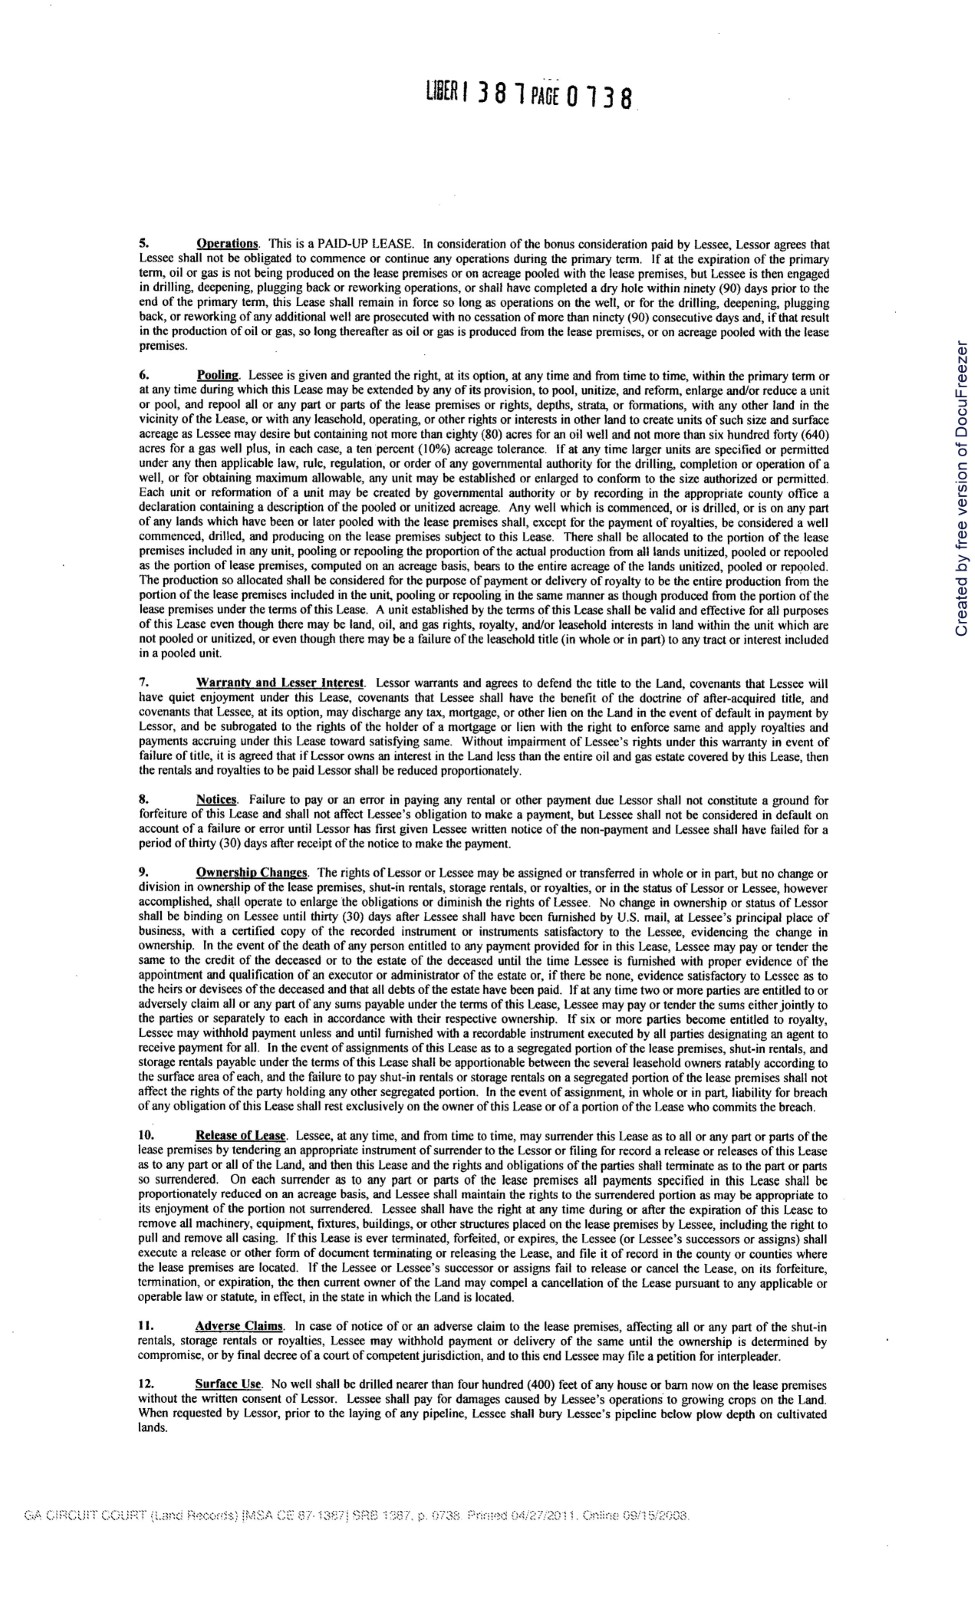 LIBER 1 3 8 7 PAGE 0 7 3 8
5. Operations. This is a PAID-UP LEASE. In consideration of the bonus consideration paid by Lessee, Lessor agrees that
Lessee shall not be obligated to commence or continue any operations during the primary term. If at the expiration of the primary
term, oil or gas is not being produced on the lease premises or on acreage pooled with the lease premises, but Lessee is then engaged
in drilling, deepening, plugging back or reworking operations, or shall have completed a dry hole within ninety (90) days prior to the
end of the primary term, this Lease shall remain in force so long as operations on the well, or for the drilling, deepening, plugging
back, or reworking of any additional well are prosecuted with no cessation of more than ninety (90) consecutive days and, if that result
in the production of oil or gas, so long thereafter as oil or gas is produced from the lease premises, or on acreage pooled with the lease
premises.
6. Pooling. Lessee is given and granted the right, at its option, at any time and from time to time, within the primary term or
at any time during which this Lease may be extended by any of its provision, to pool, unitize, and reform, enlarge and/or reduce a unit
or pool, and repool all or any part or parts of the lease premises or rights, depths, strata, or formations, with any other land in the
vicinity of the Lease, or with any leasehold, operating, or other rights or interests in other land to create units of such size and surface
acreage as Lessee may desire but containing not more than eighty (80) acres for an oil well and not more than six hundred forty (640)
acres for a gas well plus, in each case, a ten percent (10%) acreage tolerance. If at any time larger units are specified or permitted
under any then applicable law, rule, regulation, or order of any governmental authority for the drilling, completion or operation of a
well, or for obtaining maximum allowable, any unit may be established or enlarged to conform to the size authorized or permitted.
Each unit or reformation of a unit may be created by governmental authority or by recording in the appropriate county office a
declaration containing a description of the pooled or unitized acreage. Any well which is commenced, or is drilled, or is on any part
of any lands which have been or later pooled with the lease premises shall, except for the payment of royalties, be considered a well
commenced, drilled, and producing on the lease premises subject to this Lease. There shall be allocated to the portion of the lease
premises included in any unit, pooling or repooling the proportion of the actual production from all lands unitized, pooled or repooled
as the portion of lease premises, computed on an acreage basis, bears to the entire acreage of the lands unitized, pooled or repooled.
The production so allocated shall be considered for the purpose of payment or delivery of royalty to be the entire production from the
portion of the lease premises included in the unit, pooling or repooling in the same manner as though produced from the portion of the
lease premises under the terms of this Lease. A unit established by the terms of this Lease shall be valid and effective for all purposes
of this Lease even though there may be land, oil, and gas rights, royalty, and/or leasehold interests in land within the unit which are
not pooled or unitized, or even though there may be a failure of the leasehold title (in whole or in part) to any tract or interest included
in a pooled unit.
7. Warranty and Lesser Interest. Lessor warrants and agrees to defend the title to the Land, covenants that Lessee will
have quiet enjoyment under this Lease, covenants that Lessee shall have the benefit of the doctrine of after-acquired title, and
covenants that Lessee, at its option, may discharge any tax, mortgage, or other lien on the Land in the event of default in payment by
Lessor, and be subrogated to the rights of the holder of a mortgage or lien with the right to enforce same and apply royalties and
payments accruing under this Lease toward satisfying same. Without impairment of Lessee's rights under this warranty in event of
failure of title, it is agreed that if Lessor owns an interest in the Land less than the entire oil and gas estate covered by this Lease, then
the rentals and royalties to be paid Lessor shall be reduced proportionately.
8. Notices. Failure to pay or an error in paying any rental or other payment due Lessor shall not constitute a ground for
forfeiture of this Lease and shall not affect Lessee's obligation to make a payment, but Lessee shall not be considered in default on
account of a failure or error until Lessor has first given Lessee written notice of the non-payment and Lessee shall have failed for a
period of thirty (30) days after receipt of the notice to make the payment.
9. Ownership Changes. The rights of Lessor or Lessee may be assigned or transferred in whole or in part, but no change or
division in ownership of the lease premises, shut-in rentals, storage rentals, or royalties, or in the status of Lessor or Lessee, however
accomplished, shall operate to enlarge the obligations or diminish the rights of Lessee. No change in ownership or status of Lessor
shall be binding on Lessee until thirty (30) days after Lessee shall have been furnished by U.S. mail, at Lessee's principal place of
business, with a certified copy of the recorded instrument or instruments satisfactory to the Lessee, evidencing the change in
ownership. In the event of the death of any person entitled to any payment provided for in this Lease, Lessee may pay or tender the
same to the credit of the deceased or to the estate of the deceased until the time Lessee is furnished with proper evidence of the
appointment and qualification of an executor or administrator of the estate or, if there be none, evidence satisfactory to Lessee as to
the heirs or devisees of the deceased and that all debts of the estate have been paid. If at any time two or more parties are entitled to or
adversely claim all or any part of any sums payable under the terms of this Lease, Lessee may pay or tender the sums either jointly to
the parties or separately to each in accordance with their respective ownership. If six or more parties become entitled to royalty,
Lessee may withhold payment unless and until furnished with a recordable instrument executed by all parties designating an agent to
receive payment for all. In the event of assignments of this Lease as to a segregated portion of the lease premises, shut-in rentals, and
storage rentals payable under the terms of this Lease shall be apportionable between the several leasehold owners ratably according to
the surface area of each, and the failure to pay shut-in rentals or storage rentals on a segregated portion of the lease premises shall not
affect the rights of the party holding any other segregated portion. In the event of assignment, in whole or in part, liability for breach
of any obligation of this Lease shall rest exclusively on the owner of this Lease or of a portion of the Lease who commits the breach.
10. Release of Lease. Lessee, at any time, and from time to time, may surrender this Lease as to all or any part or parts of the
lease premises by tendering an appropriate instrument of surrender to the Lessor or filing for record a release or releases of this Lease
as to any part or all of the Land, and then this Lease and the rights and obligations of the parties shall terminate as to the part or parts
so surrendered. On each surrender as to any part or parts of the lease premises all payments specified in this Lease shall be
proportionately reduced on an acreage basis, and Lessee shall maintain the rights to the surrendered portion as may be appropriate to
its enjoyment of the portion not surrendered. Lessee shall have the right at any time during or after the expiration of this Lease to
remove all machinery, equipment, fixtures, buildings, or other structures placed on the lease premises by Lessee, including the right to
pull and remove all casing. If this Lease is ever terminated, forfeited, or expires, the Lessee (or Lessee's successors or assigns) shall
execute a release or other form of document terminating or releasing the Lease, and file it of record in the county or counties where
the lease premises are located. If the Lessee or Lessee's successor or assigns fail to release or cancel the Lease, on its forfeiture,
termination, or expiration, the then current owner of the Land may compel a cancellation of the Lease pursuant to any applicable or
operable law or statute, in effect, in the state in which the Land is located.
11. Adverse Claims. In case of notice of or an adverse claim to the lease premises, affecting all or any part of the shut-in
rentals, storage rentals or royalties, Lessee may withhold payment or delivery of the same until the ownership is determined by
compromise, or by final decree of a court of competent jurisdiction, and to this end Lessee may file a petition for interpleader.
12. Surface Use. No well shall be drilled nearer than four hundred (400) feet of any house or barn now on the lease premises
without the written consent of Lessor. Lessee shall pay for damages caused by Lessee's operations to growing crops on the Land.
When requested by Lessor, prior to the laying of any pipeline, Lessee shall bury Lessee's pipeline below plow depth on cultivated
lands.
GA CIRCUIT COURT (Land Records) [MSA CE 87-1387] SRB 1387, p. 0738. Printed 04/27/2011. Online 09/15/2008.
Created by free version of DocuFreezer